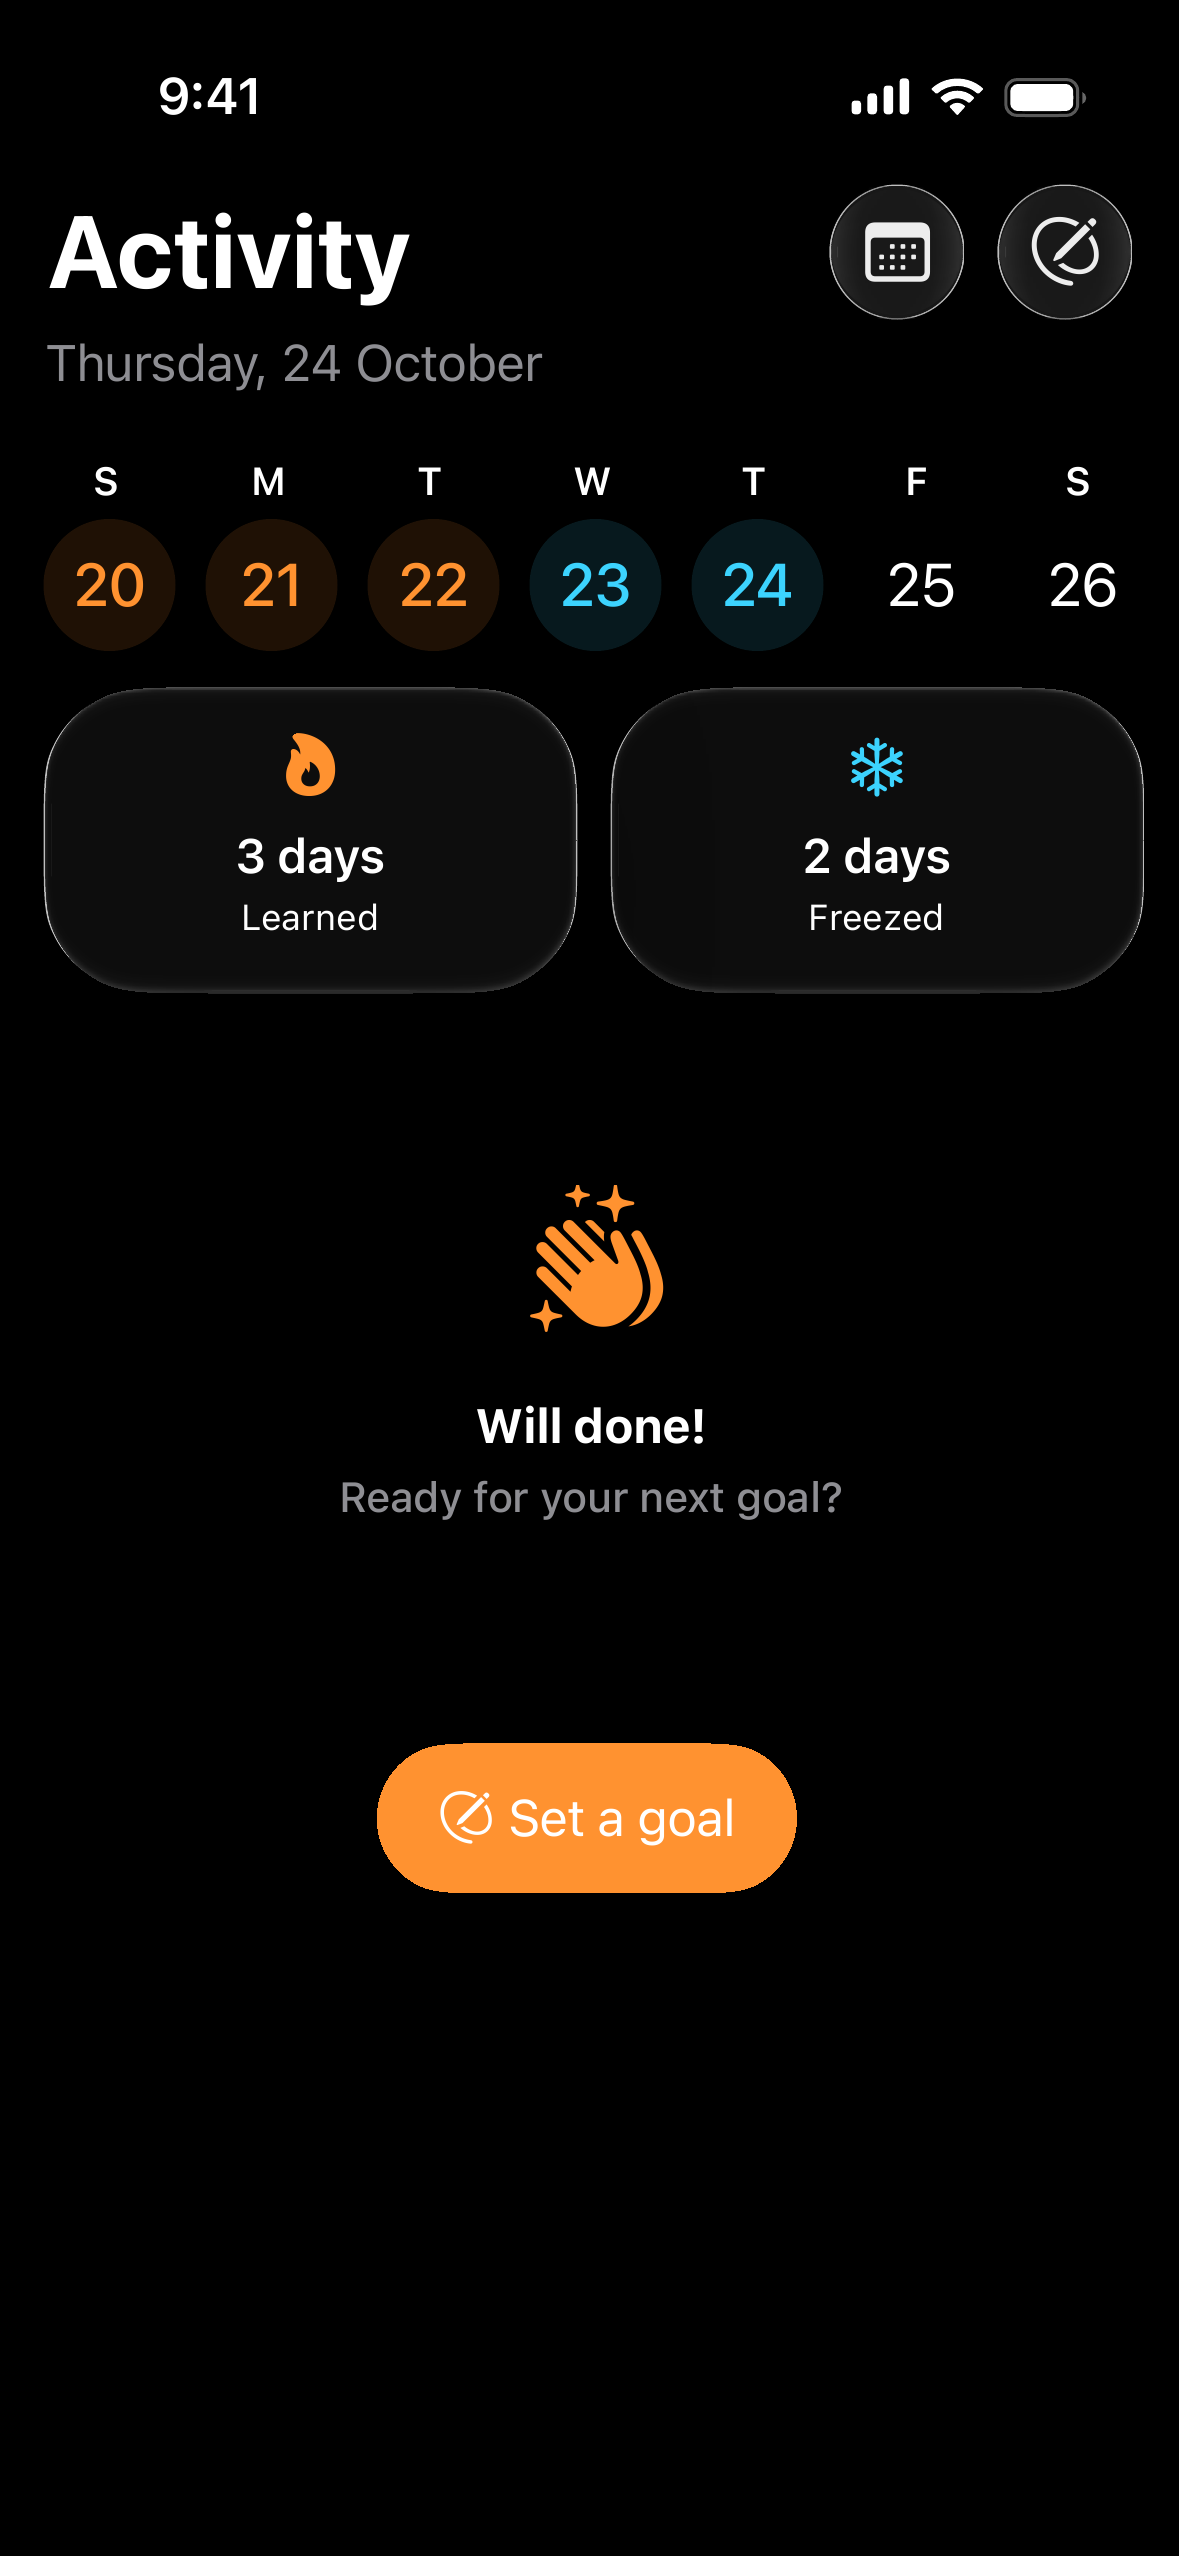 9:41
Activity
Thursday, 24 October
S M T W T F S
20 21 22 23 24 25 26
3 days 2 days
Learned Freezed
Will done!
Ready for your next goal?
Set a goal